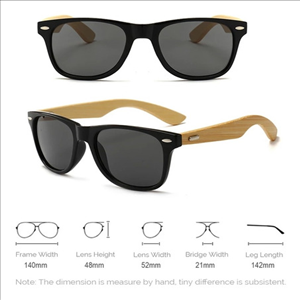 Frame Width
Lens Height
Lens Width
Bridge Width
Leg Length
140mm
48mm
52mm
21mm
142mm
Note: The dimension is measure by hand, tiny difference is subsistent.